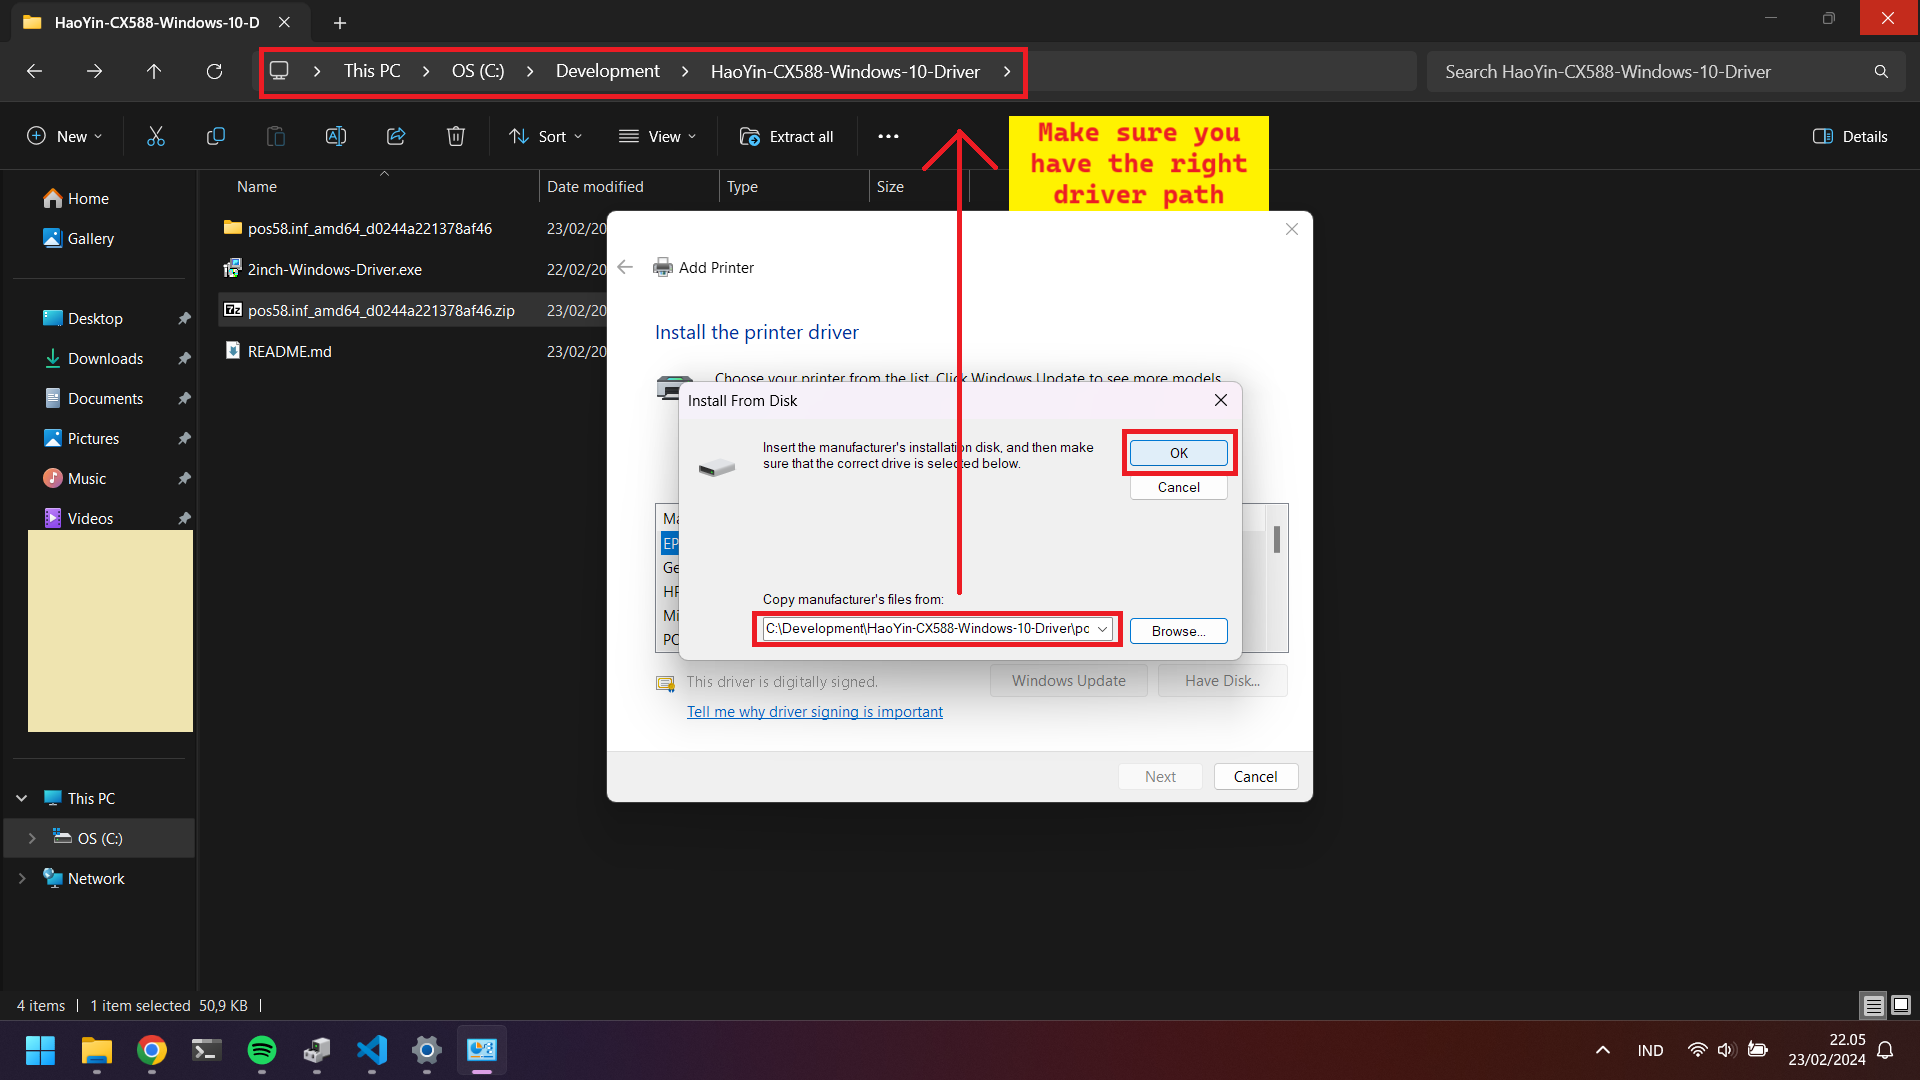 HaoYin-CX588-Windows-10-D
This PC
OS (C:)
Development
HaoYin-CX588-Windows-10-Driver
Search HaoYin-CX588-Windows-10-Driver
New
Sort
View
Extract all
Details
Make sure you
have the right
driver path
Name
Date modified
Type
Size
Home
Gallery
Desktop
Downloads
Documents
Pictures
Music
Videos
This PC
OS (C:)
Network
pos58.inf_amd64_d0244a221378af46
23/02/20
2inch-Windows-Driver.exe
22/02/20
pos58.inf_amd64_d0244a221378af46.zip
23/02/20
README.md
23/02/20
Add Printer
Install the printer driver
Choose your printer from the list. Click Windows Update to see more models.
Install From Disk
Insert the manufacturer's installation disk, and then make
sure that the correct drive is selected below.
OK
Cancel
Ma
EP
Ge
HP
Mi
PO
Copy manufacturer's files from:
C:\Development\HaoYin-CX588-Windows-10-Driver\po
Browse...
This driver is digitally signed.
Windows Update
Have Disk...
Tell me why driver signing is important
Next
Cancel
4 items
1 item selected 50,9 KB
IND
22.05
23/02/2024